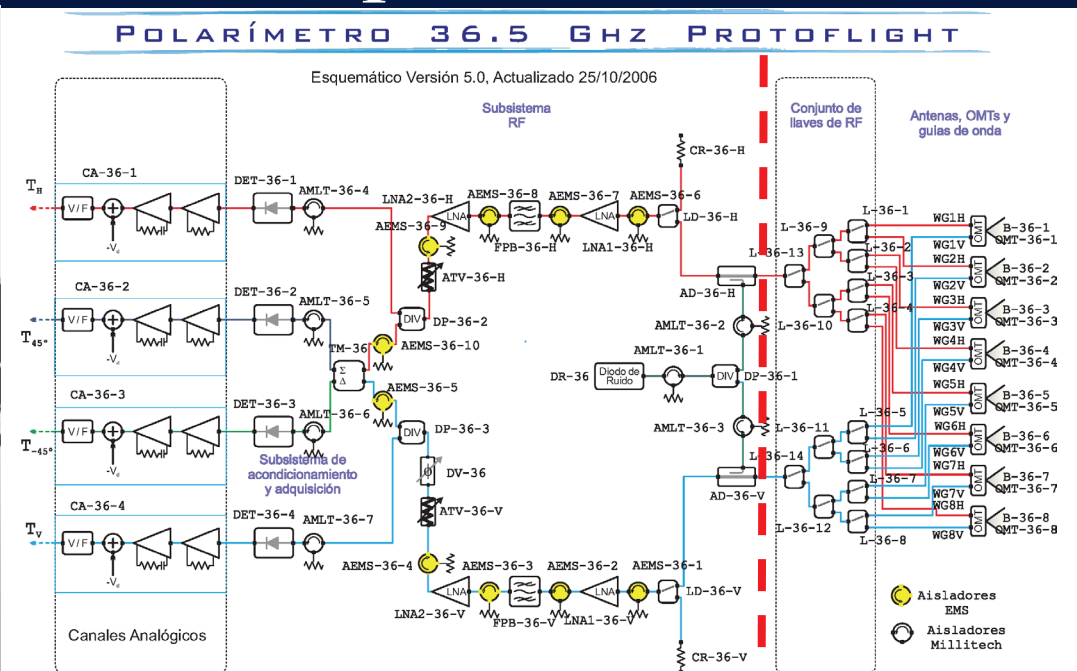 POLARÍMETRO 36.5 GHZ PROTOFLIGHT
Esquemático Versión 5.0, Actualizado 25/10/2006
Subsistema
RF
Conjunto de
llaves de RF
Antenas, OMTs y
guías de onda
CR-36-H
CA-36-1
T_H
V/F
-V_d
DET-36-1
AMLT-36-4
LNA2-36-H
LNA
AEMS-36-9
AEMS-36-8
FPB-36-H
AEMS-36-7
LNA
LNA1-36-H
AEMS-36-6
LD-36-H
ATV-36-H
CA-36-2
T_45°
V/F
-V_d
DET-36-2
AMLT-36-5
TM-36
Σ
Δ
DIV
DP-36-2
AEMS-36-10
AEMS-36-5
CA-36-3
T_-45°
V/F
-V_d
DET-36-3
AMLT-36-6
Subsistema de
acondicionamiento
y adquisición
DIV
DP-36-3
DV-36
ϕ
ATV-36-V
CA-36-4
T_V
V/F
-V_d
DET-36-4
AMLT-36-7
AEMS-36-4
LNA
LNA2-36-V
AEMS-36-3
FPB-36-V
AEMS-36-2
LNA
LNA1-36-V
AEMS-36-1
LD-36-V
CR-36-V
Canales Analógicos
AD-36-H
AMLT-36-2
AMLT-36-1
DR-36
Diodo de
Ruido
DIV
DP-36-1
AMLT-36-3
AD-36-V
L-36-1
L-36-9
L-36-2
L-36-13
L-36-3
L-36-4
L-36-10
L-36-5
L-36-11
L-36-6
L-36-14
L-36-7
L-36-12
L-36-8
WG1H
OMT
B-36-1
WG1V
OMT-36-1
WG2H
OMT
B-36-2
WG2V
OMT-36-2
WG3H
OMT
B-36-3
WG3V
OMT-36-3
WG4H
OMT
B-36-4
WG4V
OMT-36-4
WG5H
OMT
B-36-5
WG5V
OMT-36-5
WG6H
OMT
B-36-6
WG6V
OMT-36-6
WG7H
OMT
B-36-7
WG7V
OMT-36-7
WG8H
OMT
B-36-8
WG8V
OMT-36-8
Aisladores
EMS
Aisladores
Millitech